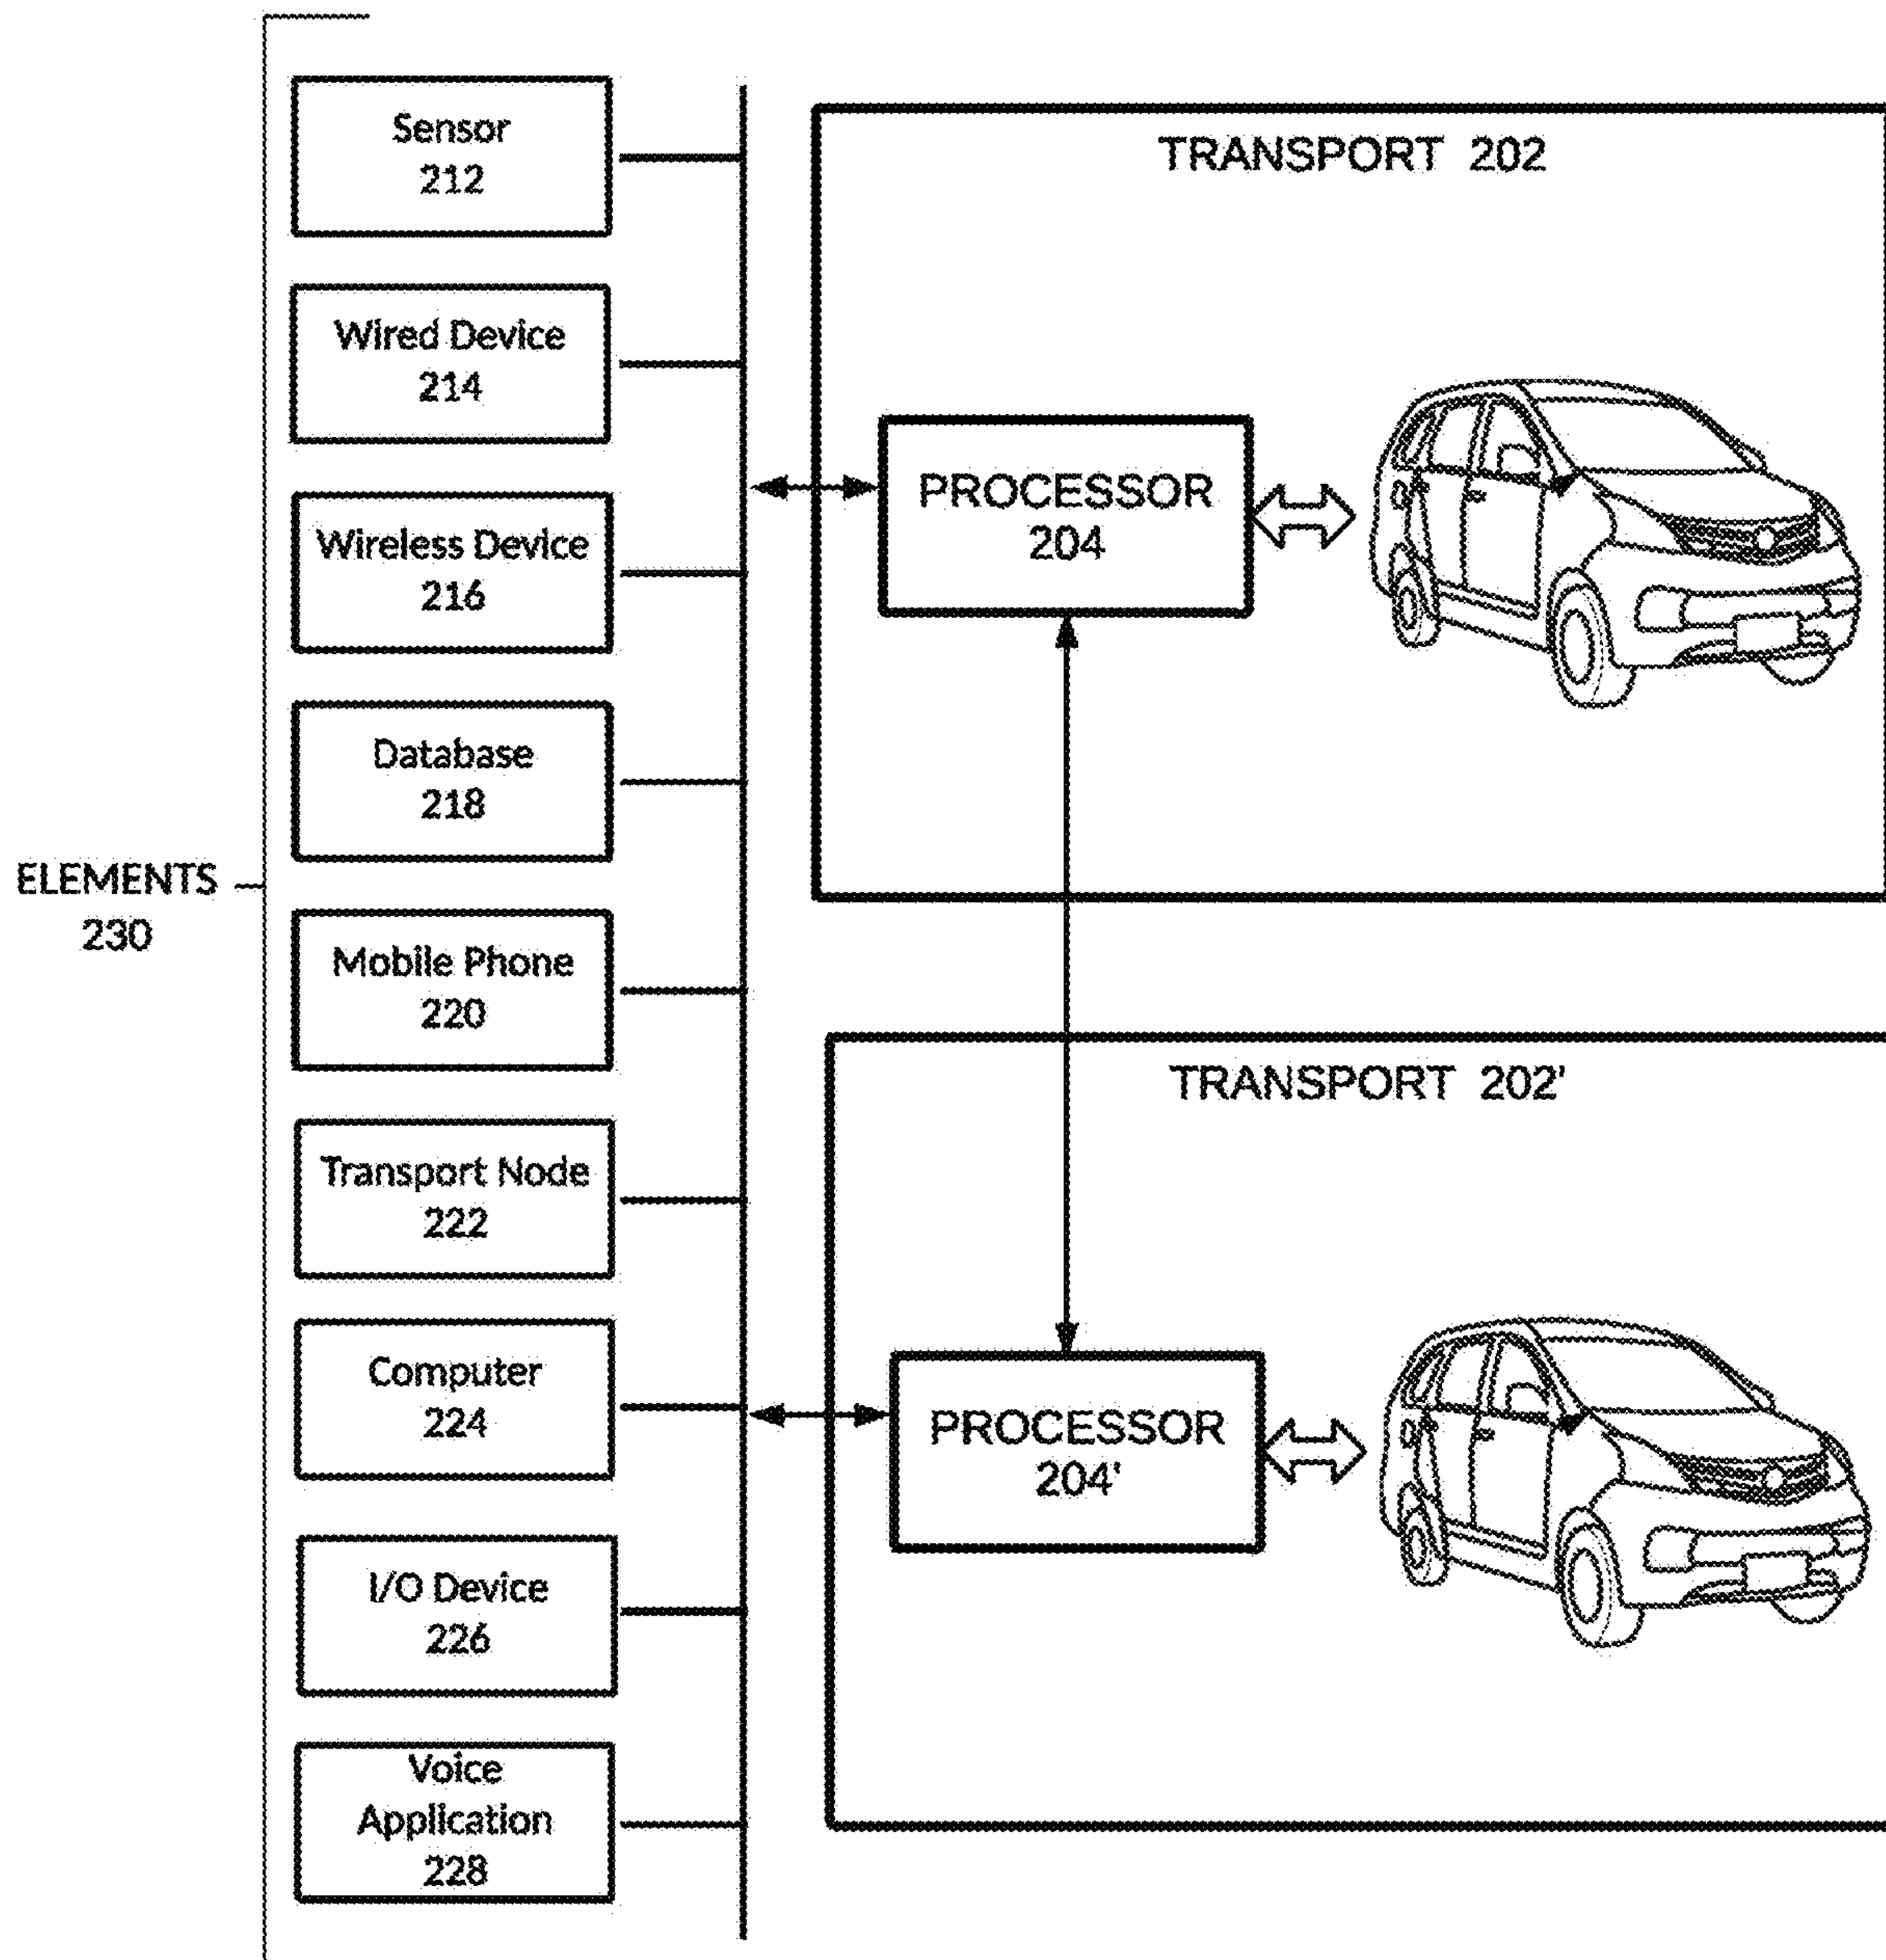 Sensor
212
Wired Device
214
Wireless Device
216
Database
218
ELEMENTS
230
Mobile Phone
220
Transport Node
222
Computer
224
I/O Device
226
Voice
Application
228
TRANSPORT 202
PROCESSOR
204
TRANSPORT 202'
PROCESSOR
204'